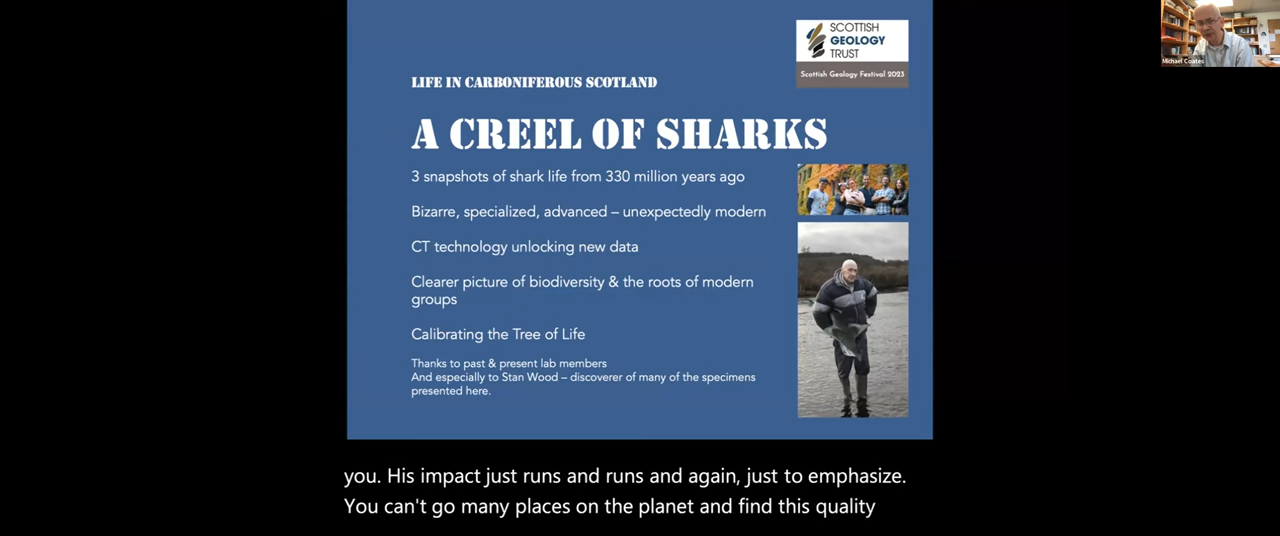 SCOTTISH
GEOLOGY
TRUST
Scottish Geology Festival 2023
Michael Coates
LIFE IN CARBONIFEROUS SCOTLAND
A CREEL OF SHARKS
3 snapshots of shark life from 330 million years ago
Bizarre, specialized, advanced – unexpectedly modern
CT technology unlocking new data
Clearer picture of biodiversity & the roots of modern
groups
Calibrating the Tree of Life
Thanks to past & present lab members
And especially to Stan Wood – discoverer of many of the specimens
presented here.
you. His impact just runs and runs and again, just to emphasize.
You can't go many places on the planet and find this quality